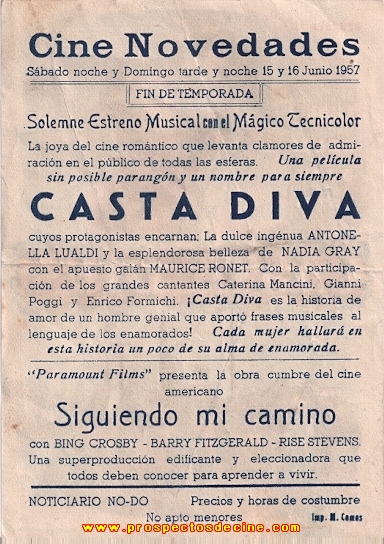 Cine Novedades
Sábado noche y Domingo tarde y noche 15 y 16 Junio 1957
FIN DE TEMPORADA
Solemne Estreno Musical con el Mágico Tecnicolor
La joya del cine romántico que levanta clamores de admi-
ración en el público de todas las esferas. Una película
sin posible parangón y un nombre para siempre
CASTA DIVA
cuyos protagonistas encarnan; La dulce ingénua ANTONE-
LLA LUALDI y la esplendorosa belleza de NADIA GRAY
con el apuesto galán MAURICE RONET. Con la participa-
ción de los grandes cantantes Caterina Mancini, Gianni
Poggi y Enrico Formichi. ¡Casta Diva es la historia de
amor de un hombre genial que aportó frases musicales al
lenguaje de los enamorados! Cada mujer hallará en
esta historia un poco de su alma de enamorada.
"Paramount Films" presenta la obra cumbre del cine
americano
Siguiendo mi camino
con BING CROSBY - BARRY FITZGERALD - RISE STEVENS.
Una superproducción edificante y eleccionadora que
todos deben conocer para aprender a vivir.
NOTICIARIO NO-DO Precios y horas de costumbre
No apto menores Imp. M. Comas
www.prospectosdecine.com